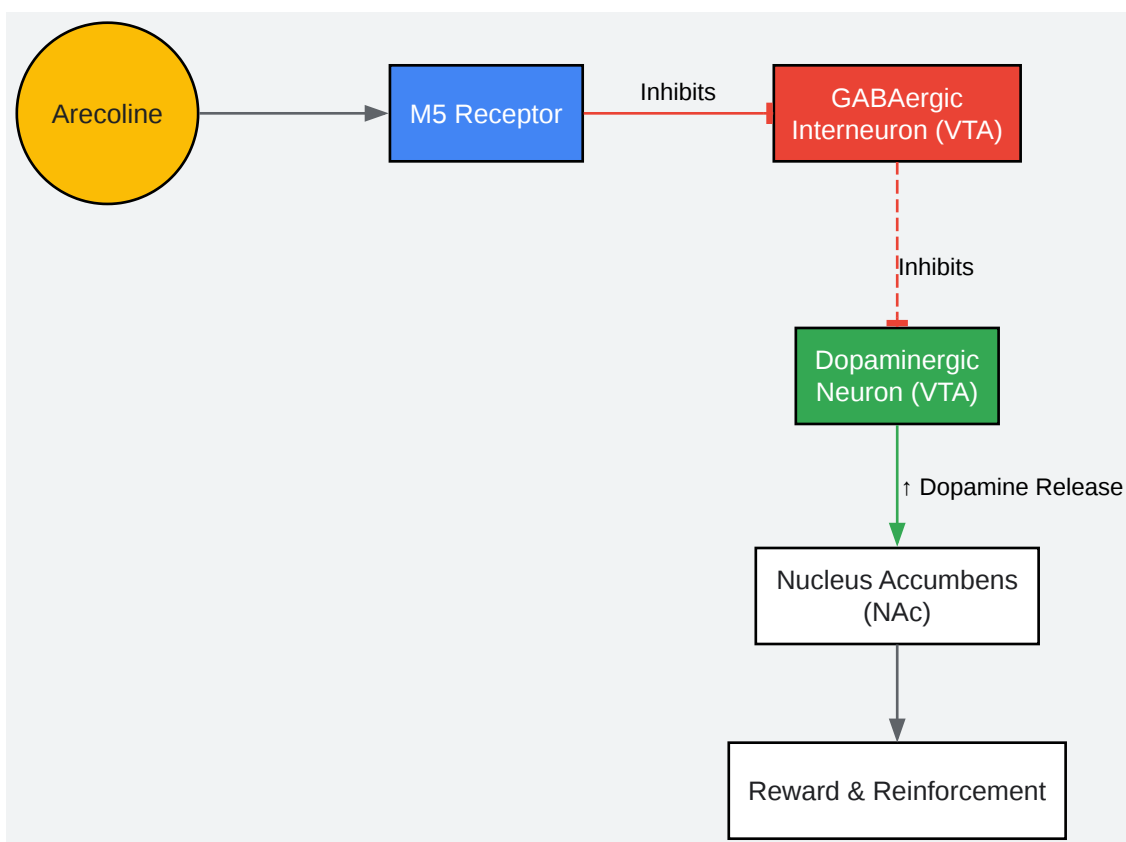 Arecoline
M5 Receptor
Inhibits
GABAergic
Interneuron (VTA)
Inhibits
Dopaminergic
Neuron (VTA)
↑ Dopamine Release
Nucleus Accumbens
(NAc)
Reward & Reinforcement